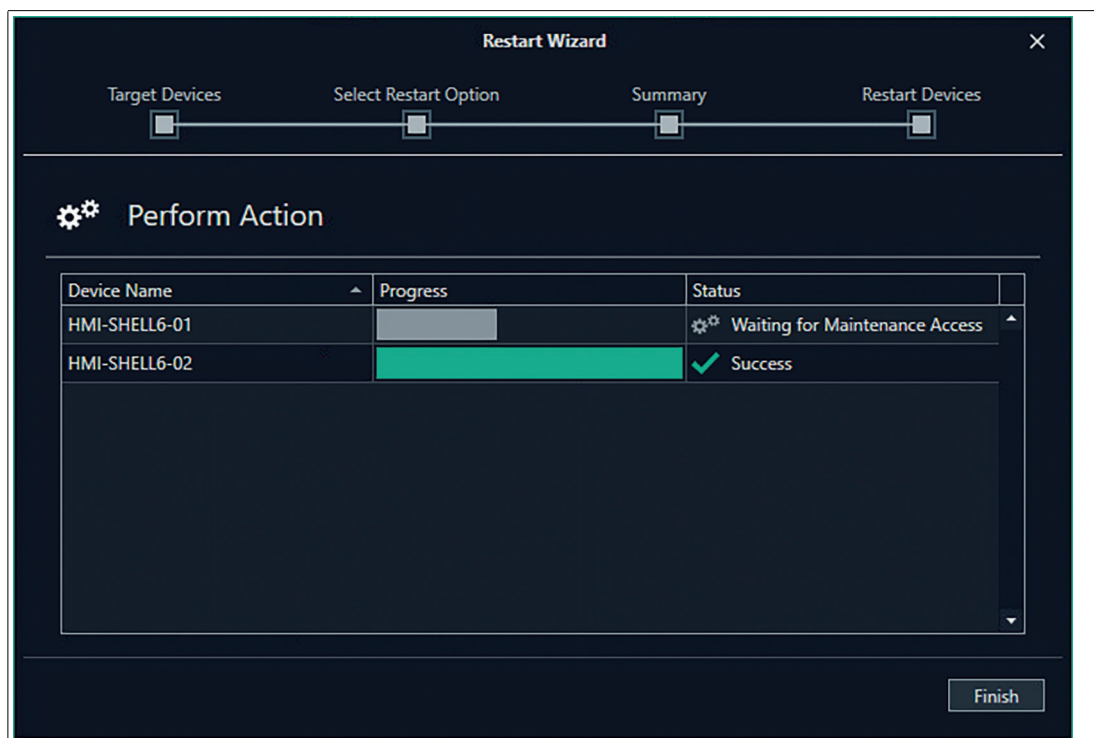 Restart Wizard
Target Devices Select Restart Option Summary Restart Devices
Perform Action
Device Name Progress Status
HMI-SHELL6-01 Waiting for Maintenance Access
HMI-SHELL6-02 Success
Finish